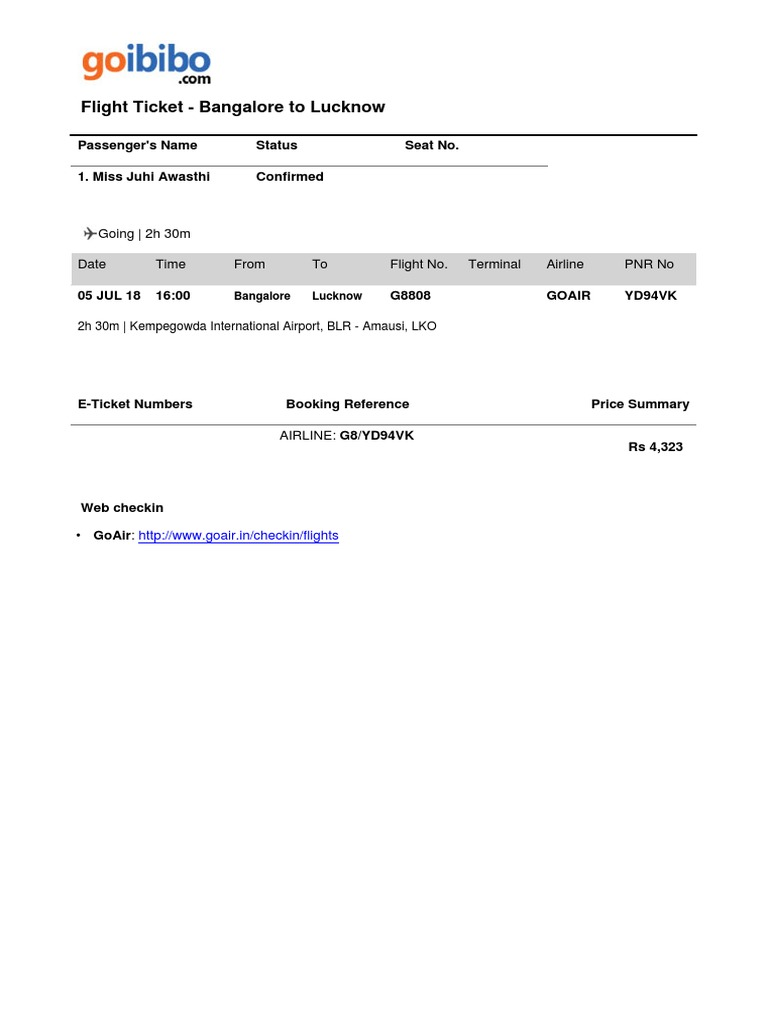 goibibo
.com
Flight Ticket - Bangalore to Lucknow
Passenger's Name Status Seat No.
1. Miss Juhi Awasthi Confirmed
Going | 2h 30m
Date Time From To Flight No. Terminal Airline PNR No
05 JUL 18 16:00 Bangalore Lucknow G8808 GOAIR YD94VK
2h 30m | Kempegowda International Airport, BLR - Amausi, LKO
E-Ticket Numbers Booking Reference Price Summary
AIRLINE: G8/YD94VK
Rs 4,323
Web checkin
• GoAir: http://www.goair.in/checkin/flights